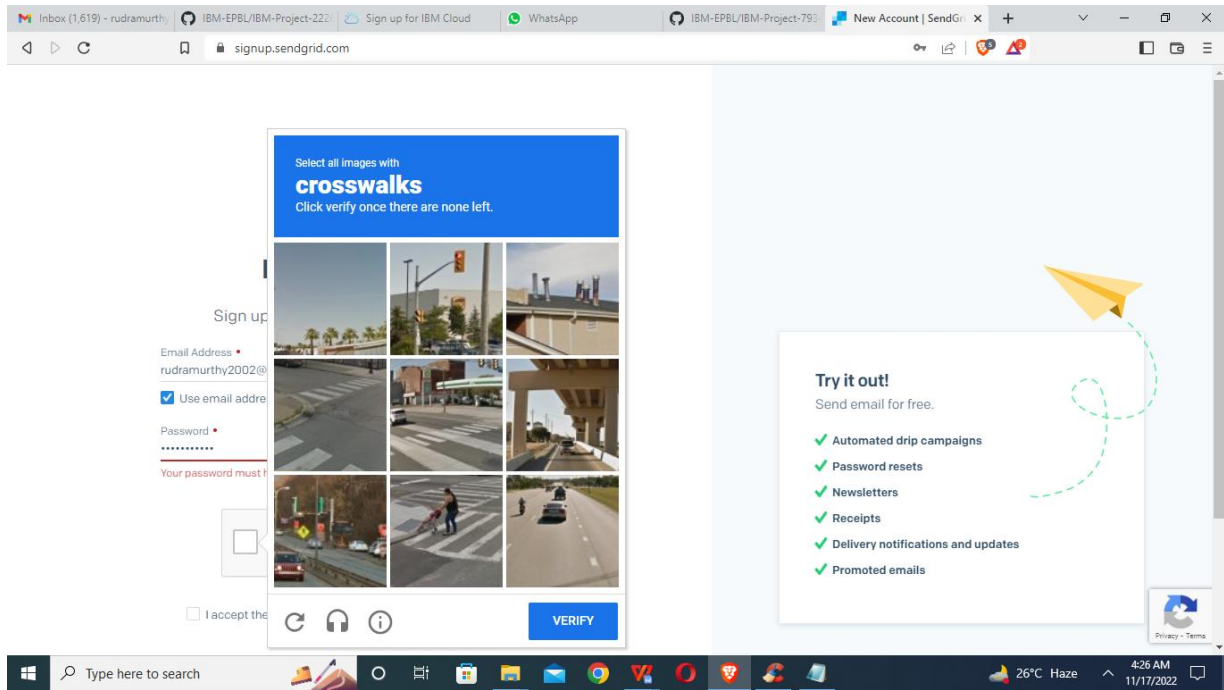 Inbox (1,619) - rudramurthy
IBM-EPBL/IBM-Project-222
Sign up for IBM Cloud
WhatsApp
IBM-EPBL/IBM-Project-793
New Account | SendGri
signup.sendgrid.com
Select all images with
crosswalks
Click verify once there are none left.
Sign up
Email Address
rudramurthy2002@
Use email addre
Password
Your password must h
I accept the
VERIFY
Try it out!
Send email for free.
Automated drip campaigns
Password resets
Newsletters
Receipts
Delivery notifications and updates
Promoted emails
Privacy - Terms
Type here to search
26°C Haze
4:26 AM
11/17/2022